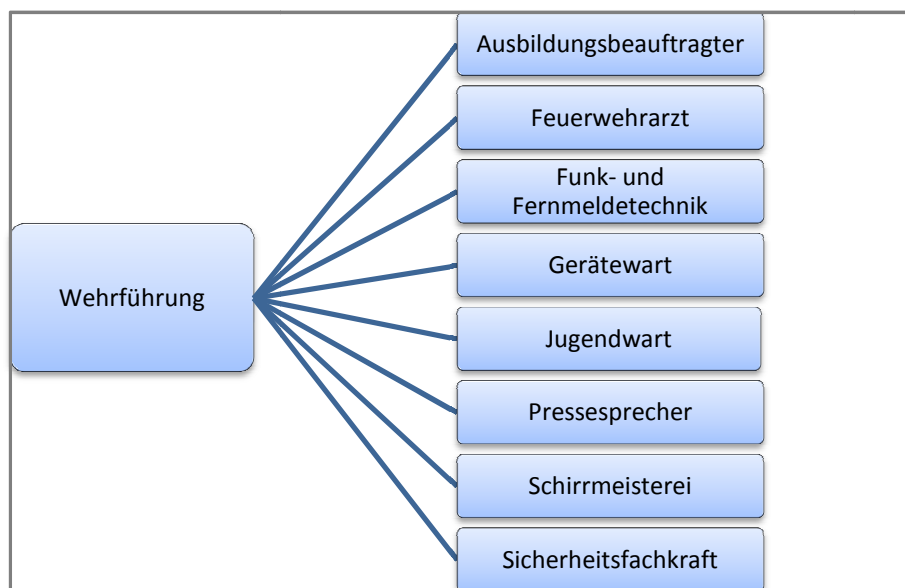 Ausbildungsbeauftragter
Feuerwehrarzt
Funk- und
Fernmeldetechnik
Gerätewart
Wehrführung
Jugendwart
Pressesprecher
Schirrmeisterei
Sicherheitsfachkraft